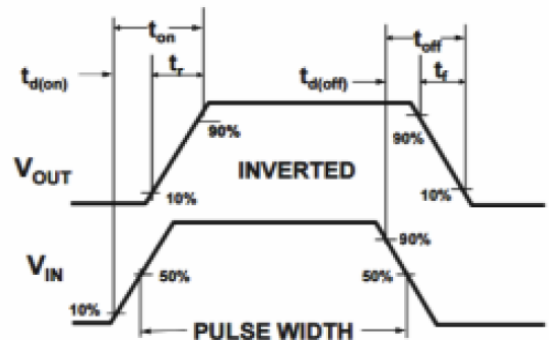 ton
toff
td(on)
tr
td(off)
tf
90%
90%
VOUT
INVERTED
10%
10%
VIN
90%
50%
50%
10%
PULSE WIDTH